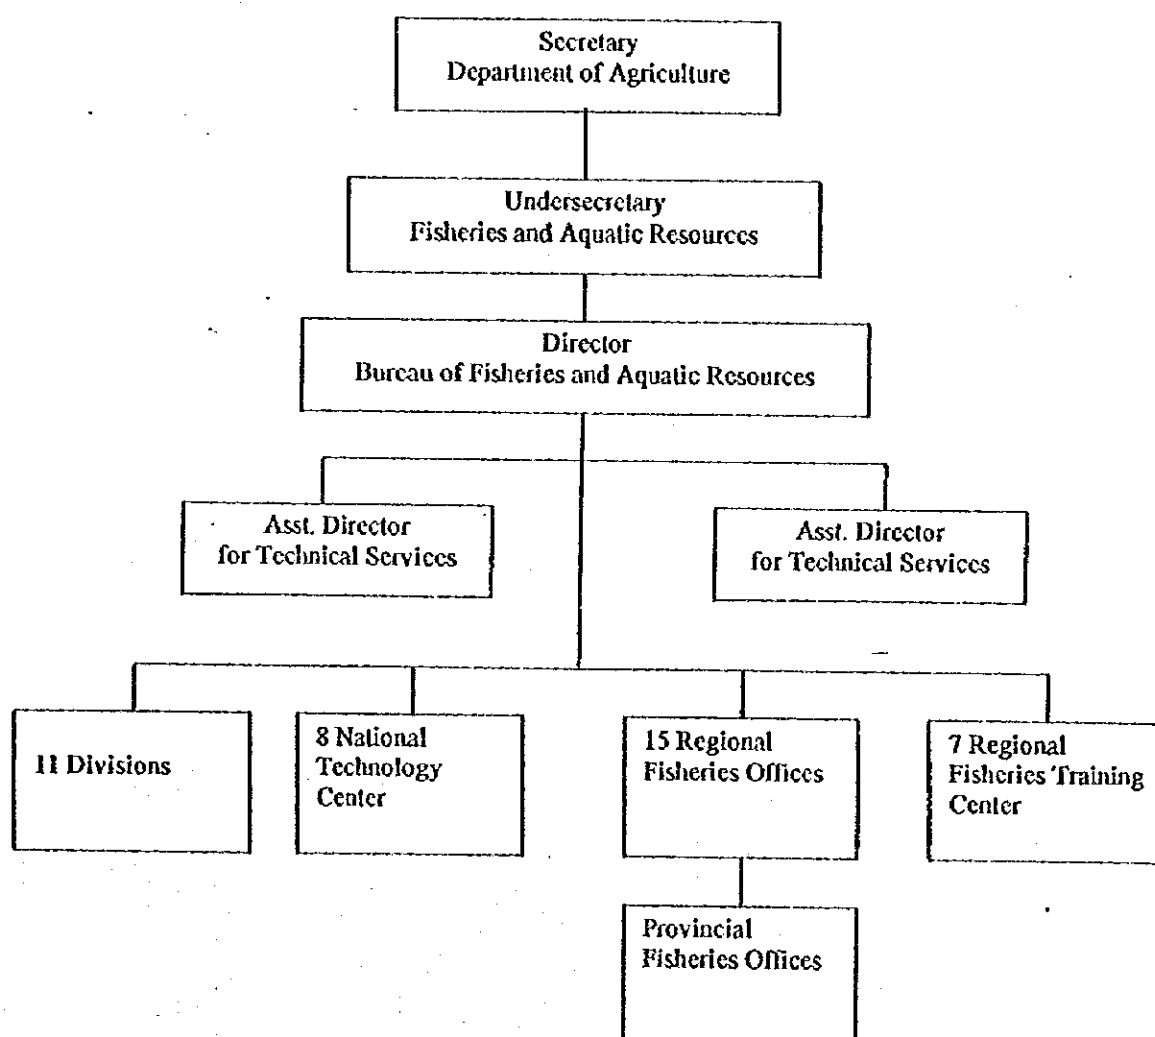 Secretary
Department of Agriculture
Undersecretary
Fisheries and Aquatic Resources
Director
Bureau of Fisheries and Aquatic Resources
Asst. Director
for Technical Services
Asst. Director
for Technical Services
11 Divisions
8 National
Technology
Center
15 Regional
Fisheries Offices
7 Regional
Fisheries Training
Center
Provincial
Fisheries Offices